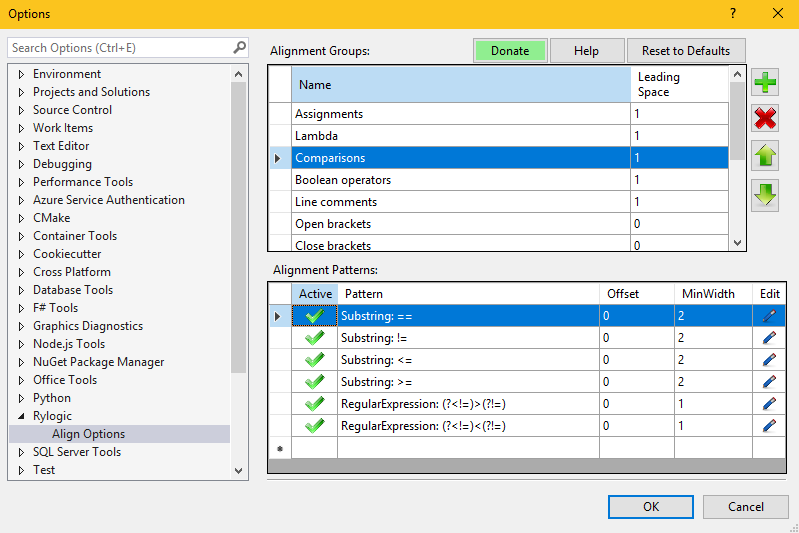 Options
?
Search Options (Ctrl+E)
Environment
Projects and Solutions
Source Control
Work Items
Text Editor
Debugging
Performance Tools
Azure Service Authentication
CMake
Container Tools
Cookiecutter
Cross Platform
Database Tools
F# Tools
Graphics Diagnostics
Node.js Tools
NuGet Package Manager
Office Tools
Python
Rylogic
Align Options
SQL Server Tools
Test
Alignment Groups:
Donate
Help
Reset to Defaults
Name Leading
Space
Assignments 1
Lambda 1
Comparisons 1
Boolean operators 1
Line comments 1
Open brackets 0
Close brackets 0
Alignment Patterns:
Active Pattern Offset MinWidth Edit
Substring: == 0 2
Substring: != 0 2
Substring: <= 0 2
Substring: >= 0 2
RegularExpression: (?<!=)>(?!=) 0 1
RegularExpression: (?<!=)<(?!=) 0 1
OK
Cancel